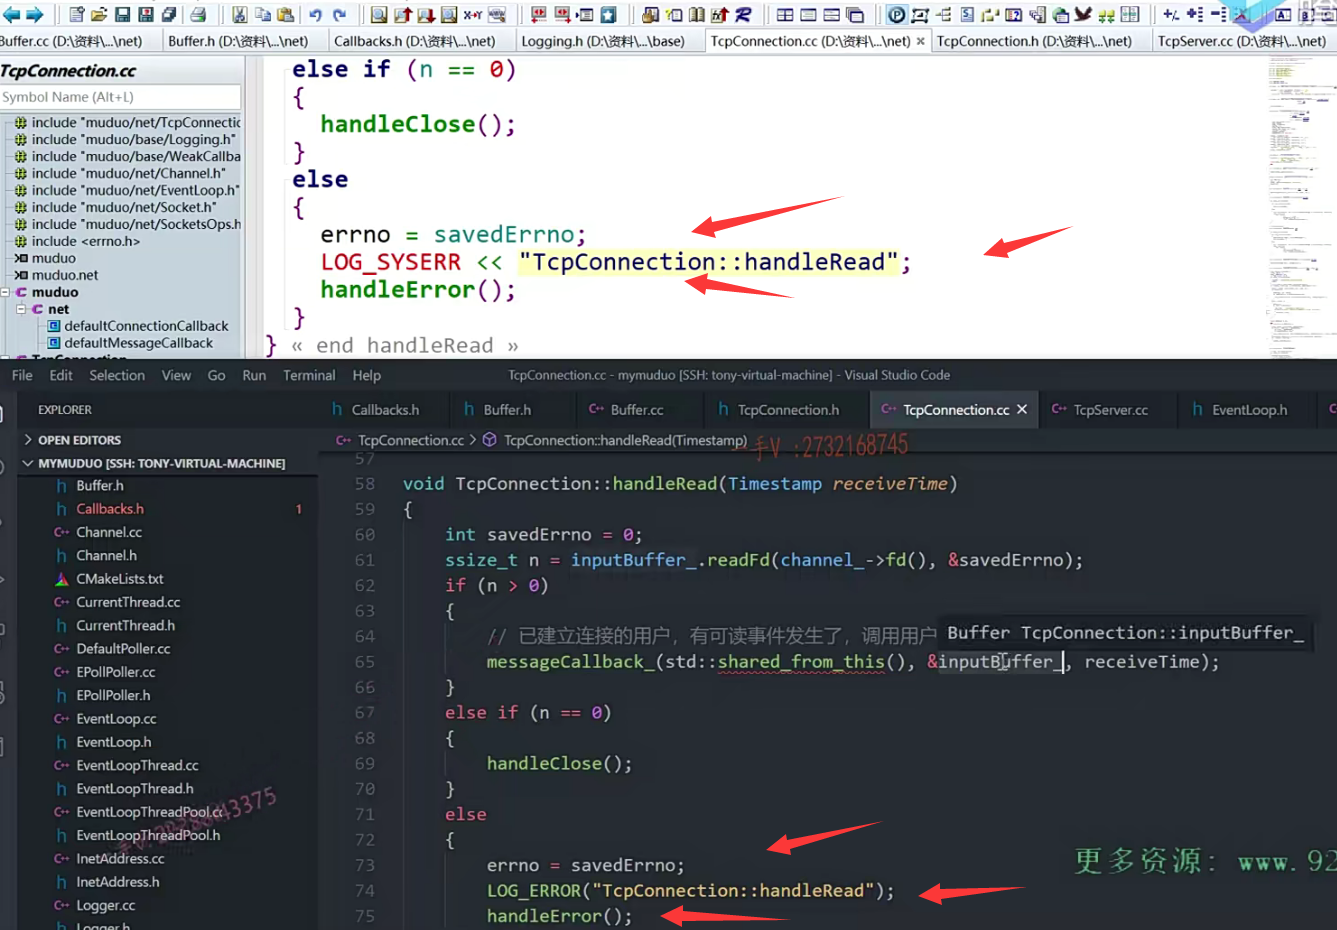 Buffer.cc (D:\资料\...\net)
Buffer.h (D:\资料\...\net)
Callbacks.h (D:\资料\...\net)
Logging.h (D:\资料\...\base)
TcpConnection.cc (D:\资料\...\net) ×
TcpConnection.h (D:\资料\...\net)
TcpServer.cc (D:\资料\...\net)
TcpConnection.cc
Symbol Name (Alt+L)
include "muduo/net/TcpConnectic
include "muduo/base/Logging.h"
include "muduo/base/WeakCallba
include "muduo/net/Channel.h"
include "muduo/net/EventLoop.h"
include "muduo/net/Socket.h"
include "muduo/net/SocketsOps.h
include <errno.h>
muduo
muduo.net
muduo
net
defaultConnectionCallback
defaultMessageCallback
TcpConnection
else if (n == 0)
{
handleClose();
}
else
{
errno = savedErrno;
LOG_SYSERR << "TcpConnection::handleRead";
handleError();
}
} « end handleRead »
File Edit Selection View Go Run Terminal Help
TcpConnection.cc - mymuduo [SSH: tony-virtual-machine] - Visual Studio Code
EXPLORER
OPEN EDITORS
MYMUDUO [SSH: TONY-VIRTUAL-MACHINE]
Buffer.h
Callbacks.h 1
Channel.cc
Channel.h
CMakeLists.txt
CurrentThread.cc
CurrentThread.h
DefaultPoller.cc
EPollPoller.cc
EPollPoller.h
EventLoop.cc
EventLoop.h
EventLoopThread.cc
EventLoopThread.h
EventLoopThreadPool.cc
EventLoopThreadPool.h
InetAddress.cc
InetAddress.h
Logger.cc
Logger.h
Callbacks.h
Buffer.h
Buffer.cc
TcpConnection.h
TcpConnection.cc ×
TcpServer.cc
EventLoop.h
TcpConnection.cc > TcpConnection::handleRead(Timestamp)
一手V :2732168745
57
58 void TcpConnection::handleRead(Timestamp receiveTime)
59 {
60 int savedErrno = 0;
61 ssize_t n = inputBuffer_.readFd(channel_->fd(), &savedErrno);
62 if (n > 0)
63 {
64 // 已建立连接的用户，有可读事件发生了，调用用户
Buffer TcpConnection::inputBuffer_
65 messageCallback_(std::shared_from_this(), &inputBuffer_, receiveTime);
66 }
67 else if (n == 0)
68 {
69 handleClose();
70 }
71 else
72 {
73 errno = savedErrno;
74 LOG_ERROR("TcpConnection::handleRead");
75 handleError();
更多资源: www.92